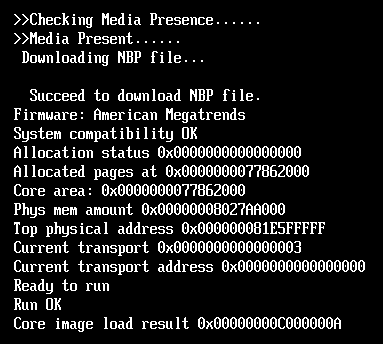 >>Checking Media Presence......
>>Media Present......
Downloading NBP file...
Succeed to download NBP file.
Firmware: American Megatrends
System compatibility OK
Allocation status 0x0000000000000000
Allocated pages at 0x0000000077862000
Core area: 0x0000000077862000
Phys mem amount 0x00000008027AA000
Top physical address 0x000000081E5FFFFF
Current transport 0x0000000000000003
Current transport address 0x0000000000000000
Ready to run
Run OK
Core image load result 0x00000000C000000A